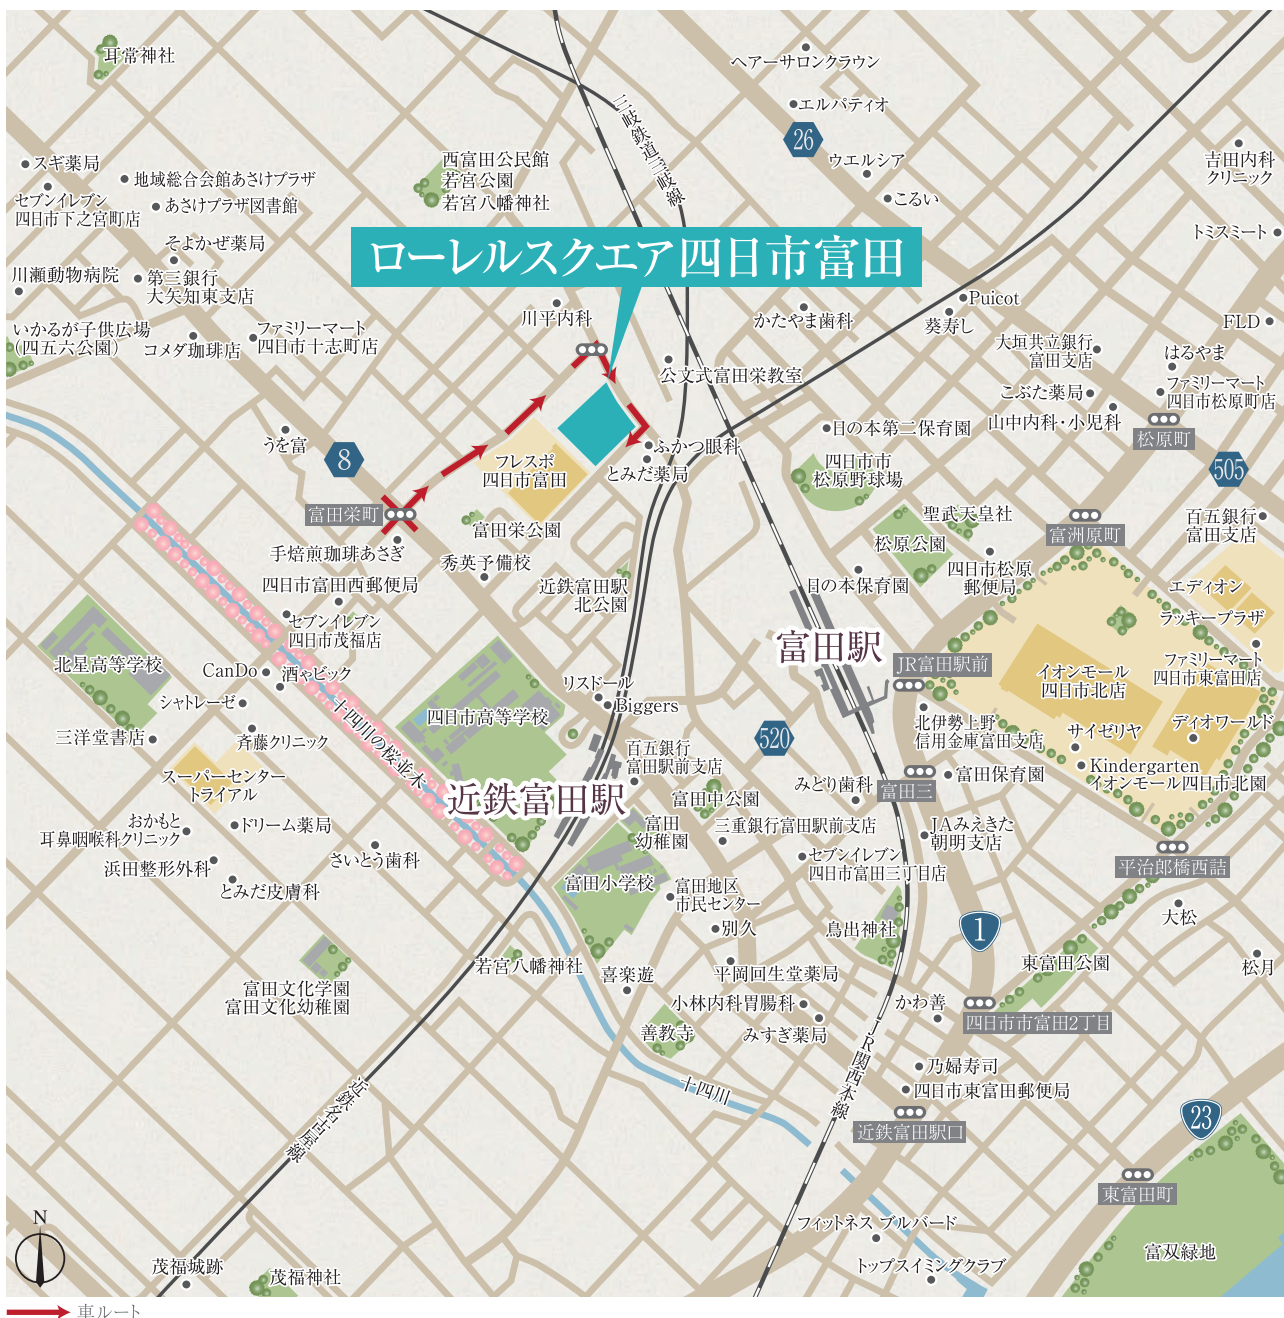 耳常神社
ヘアーサロンクラウン
エルパティオ
26
ウエルシア
こるい
吉田内科
クリニック
トミスミート
三岐鉄道三岐線
スギ薬局
地域総合会館あさけプラザ
セブンイレブン
四日市下之宮町店
あさけプラザ図書館
そよかぜ薬局
西富田公民館
若宮公園
若宮八幡神社
ローレルスクエア四日市富田
川瀬動物病院
第三銀行
大矢知東支店
いかるが子供広場
(四五六公園)
コメダ珈琲店
ファミリーマート
四日市十志町店
川平内科
かたやま歯科
Puicot
葵寿し
FLD
大垣共立銀行
富田支店
はるやま
公文式富田栄教室
こぶた薬局
ファミリーマート
四日市松原町店
山中内科・小児科
松原町
505
うを富
8
フレスポ
四日市富田
ふかつ眼科
とみだ薬局
目の本第二保育園
四日市市
松原野球場
富田栄町
富田栄公園
聖武天皇社
富洲原町
百五銀行
富田支店
松原公園
手焙煎珈琲あさぎ
秀英予備校
四日市富田西郵便局
近鉄富田駅
北公園
目の本保育園
四日市松原
郵便局
エディオン
ラッキープラザ
セブンイレブン
四日市茂福店
富田駅
JR富田駅前
イオンモール
四日市北店
ファミリーマート
四日市東富田店
北星高等学校
CanDo
酒ゃビック
シャトレーゼ
リスドール
Biggers
四日市高等学校
十四川の桜並木
三洋堂書店
斉藤クリニック
520
北伊勢上野
信用金庫富田支店
サイゼリヤ
ディオワールド
百五銀行
富田駅前支店
Kindergarten
イオンモール四日市北園
スーパーセンター
トライアル
近鉄富田駅
みどり歯科
富田三
富田保育園
富田中公園
おかもと
耳鼻咽喉科クリニック
ドリーム薬局
富田
幼稚園
三重銀行富田駅前支店
JAみえきた
朝明支店
浜田整形外科
さいとう歯科
とみだ皮膚科
セブンイレブン
四日市富田三丁目店
平治郎橋西詰
富田小学校
富田地区
市民センター
別久
鳥出神社
1
大松
松月
若宮八幡神社
喜楽遊
平岡回生堂薬局
東富田公園
富田文化学園
富田文化幼稚園
小林内科胃腸科
かわ善
四日市市富田2丁目
善教寺
みすぎ薬局
JR関西本線
乃婦寿司
四日市東富田郵便局
十四川
近鉄富田駅口
23
近鉄名古屋線
東富田町
N
フィットネス ブルバード
富双緑地
茂福城跡
茂福神社
トップスイミングクラブ
車ルート